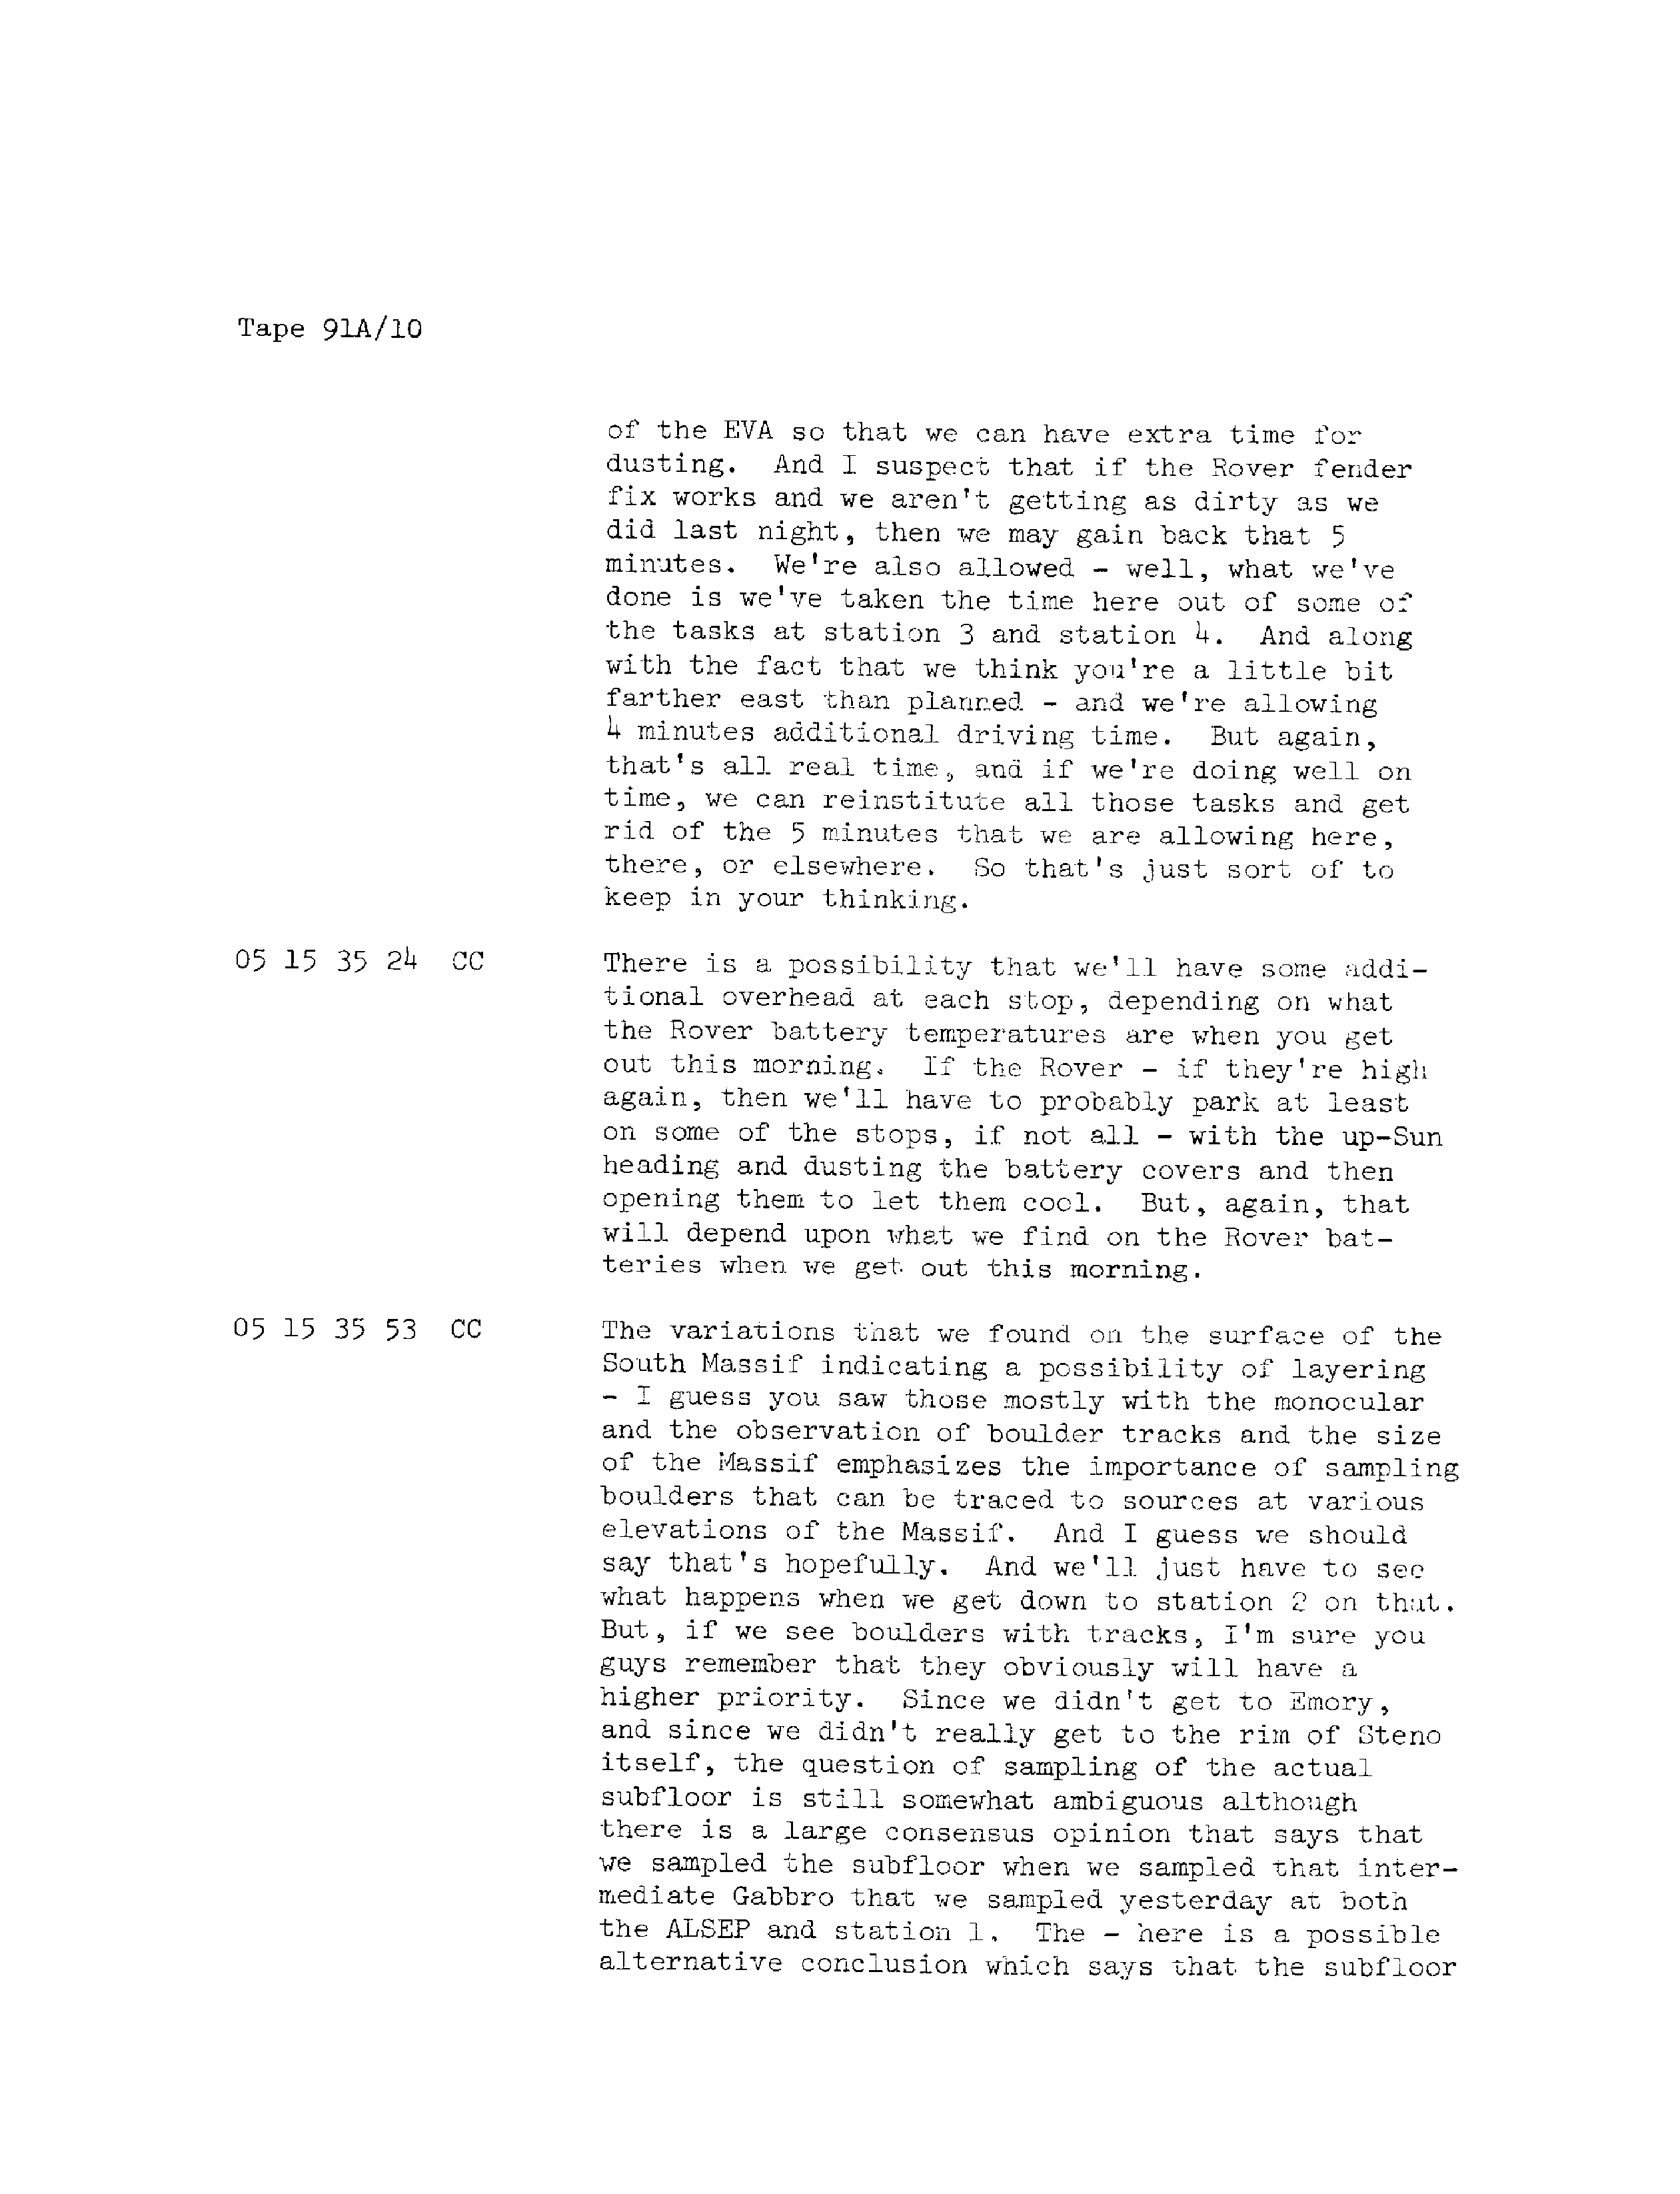 Tape 91A/10
of the EVA so that we can have extra time for
dusting. And I suspect that if the Rover fender
fix works and we aren't getting as dirty as we
did last night, then we may gain back that 5
minutes. We're also allowed - well, what we've
done is we've taken the time here out of some of
the tasks at station 3 and station 4. And along
with the fact that we think you're a little bit
farther east than planned - and we're allowing
4 minutes additional driving time. But again,
that's all real time, and if we're doing well on
time, we can reinstitute all those tasks and get
rid of the 5 minutes that we are allowing here,
there, or elsewhere. So that's just sort of to
keep in your thinking.
05 15 35 24 CC There is a possibility that we'll have some addi-
tional overhead at each stop, depending on what
the Rover battery temperatures are when you get
out this morning. If the Rover - if they're high
again, then we'll have to probably park at least
on some of the stops, if not all - with the up-Sun
heading and dusting the battery covers and then
opening them to let them cool. But, again, that
will depend upon what we find on the Rover bat-
teries when we get out this morning.
05 15 35 53 CC The variations that we found on the surface of the
South Massif indicating a possibility of layering
- I guess you saw those mostly with the monocular
and the observation of boulder tracks and the size
of the Massif emphasizes the importance of sampling
boulders that can be traced to sources at various
elevations of the Massif. And I guess we should
say that's hopefully. And we'll just have to see
what happens when we get down to station 2 on that.
But, if we see boulders with tracks, I'm sure you
guys remember that they obviously will have a
higher priority. Since we didn't get to Emory,
and since we didn't really get to the rim of Steno
itself, the question of sampling of the actual
subfloor is still somewhat ambiguous although
there is a large consensus opinion that says that
we sampled the subfloor when we sampled that inter-
mediate Gabbro that we sampled yesterday at both
the ALSEP and station 1. The - here is a possible
alternative conclusion which says that the subfloor